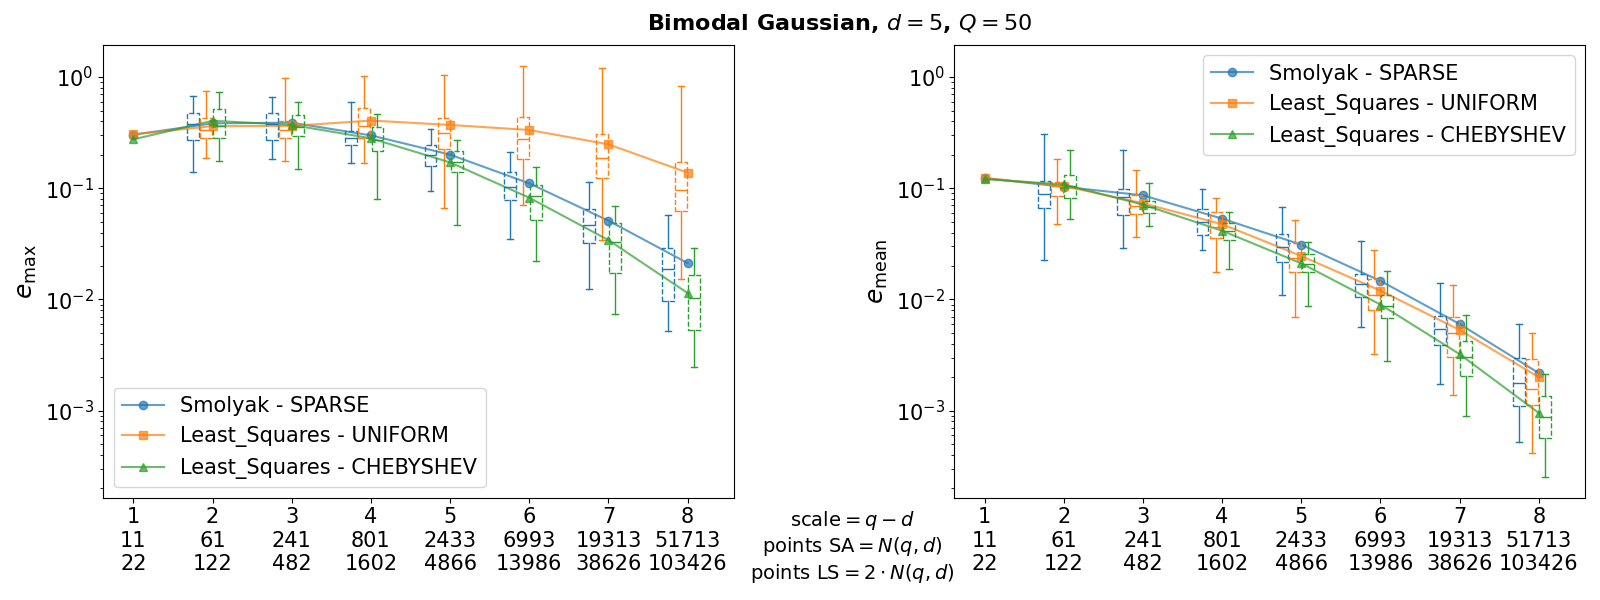 Bimodal Gaussian, d = 5, Q = 50
e_max
10^0
10^-1
10^-2
10^-3
Smolyak - SPARSE
Least_Squares - UNIFORM
Least_Squares - CHEBYSHEV
1 2 3 4 5 6 7 8
11 61 241 801 2433 6993 19313 51713
22 122 482 1602 4866 13986 38626 103426
scale = q − d
points SA = N(q, d)
points LS = 2 · N(q, d)
e_mean
10^0
10^-1
10^-2
10^-3
Smolyak - SPARSE
Least_Squares - UNIFORM
Least_Squares - CHEBYSHEV
1 2 3 4 5 6 7 8
11 61 241 801 2433 6993 19313 51713
22 122 482 1602 4866 13986 38626 103426